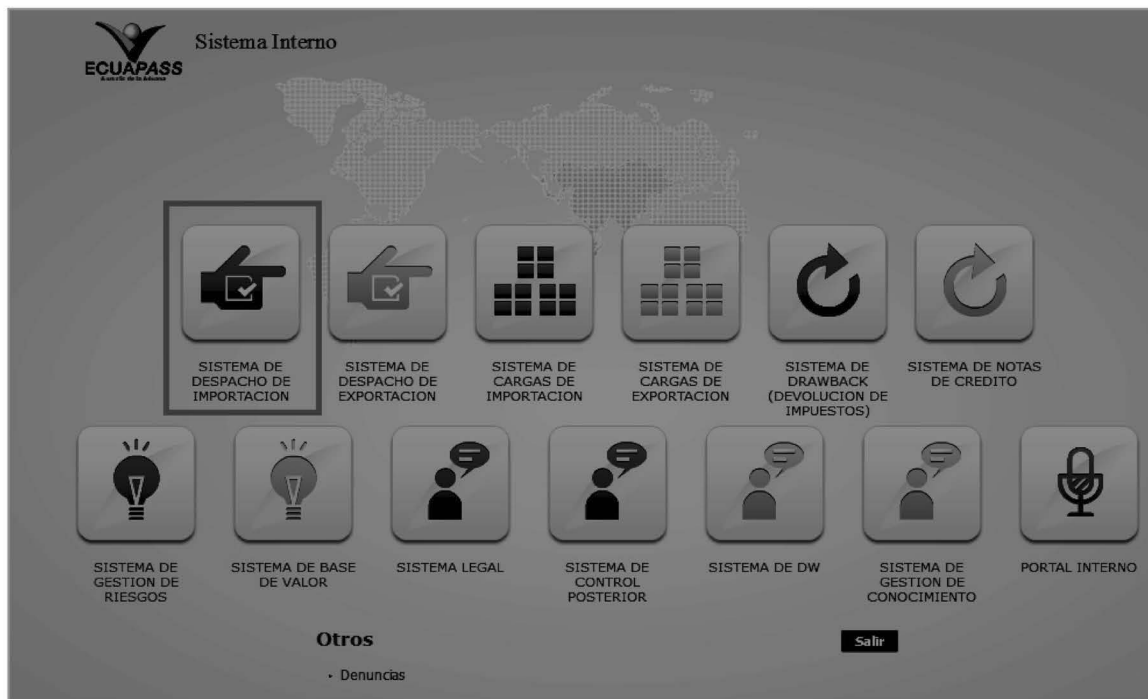 Sistema Interno
ECUAPASS
SISTEMA DE
DESPACHO DE
IMPORTACION
SISTEMA DE
DESPACHO DE
EXPORTACION
SISTEMA DE
CARGAS DE
IMPORTACION
SISTEMA DE
CARGAS DE
EXPORTACION
SISTEMA DE
DRAWBACK
(DEVOLUCION DE
IMPUESTOS)
SISTEMA DE NOTAS
DE CREDITO
SISTEMA DE
GESTION DE
RIESGOS
SISTEMA DE BASE
DE VALOR
SISTEMA LEGAL
SISTEMA DE
CONTROL
POSTERIOR
SISTEMA DE DW
SISTEMA DE
GESTION DE
CONOCIMIENTO
PORTAL INTERNO
Otros
Salir
• Denuncias